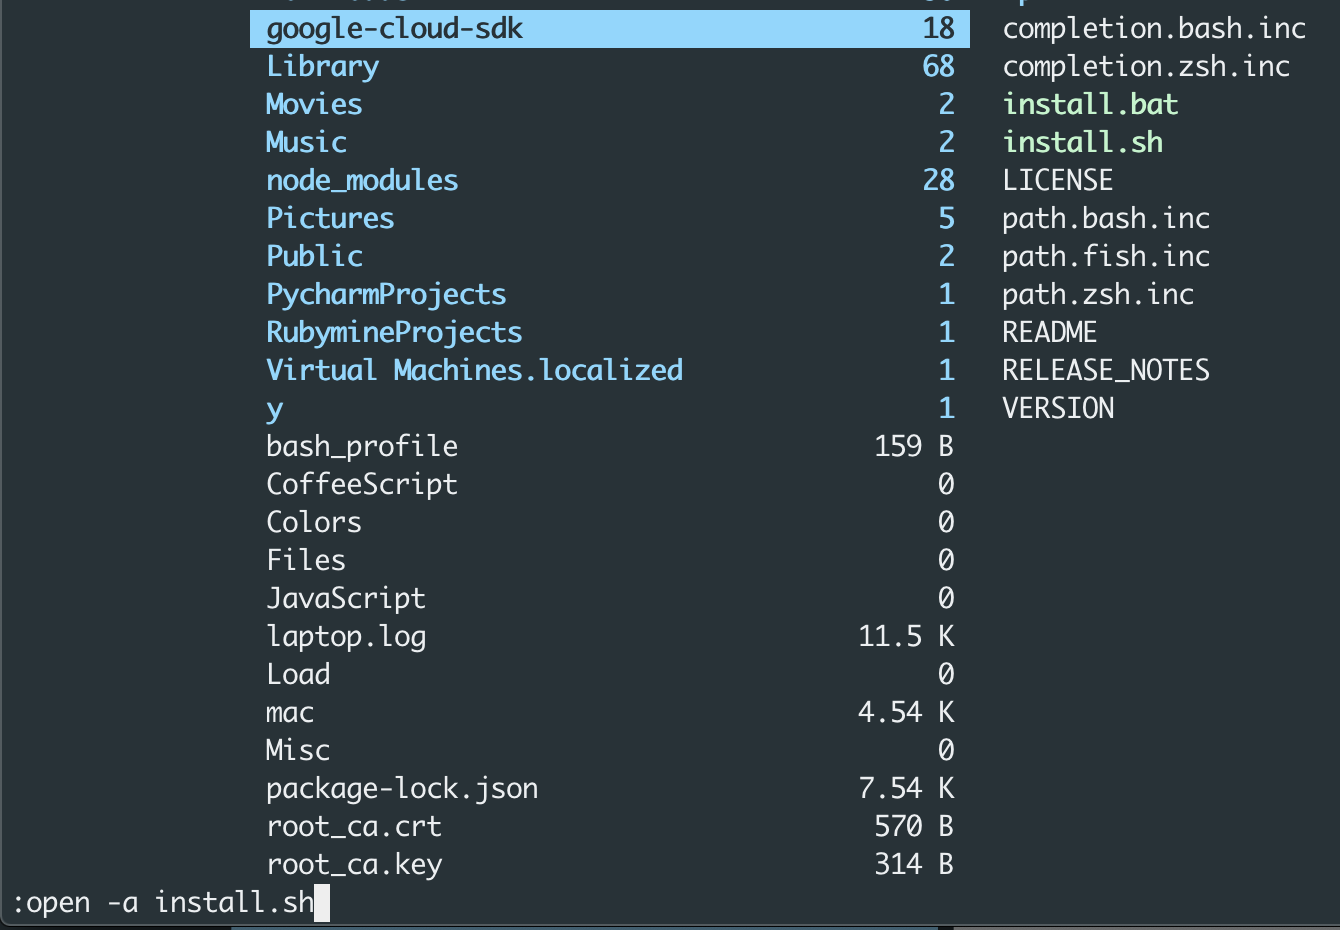 google-cloud-sdk 18 completion.bash.inc
Library 68 completion.zsh.inc
Movies 2 install.bat
Music 2 install.sh
node_modules 28 LICENSE
Pictures 5 path.bash.inc
Public 2 path.fish.inc
PycharmProjects 1 path.zsh.inc
RubymineProjects 1 README
Virtual Machines.localized 1 RELEASE_NOTES
y 1 VERSION
bash_profile 159 B
CoffeeScript 0
Colors 0
Files 0
JavaScript 0
laptop.log 11.5 K
Load 0
mac 4.54 K
Misc 0
package-lock.json 7.54 K
root_ca.crt 570 B
root_ca.key 314 B
:open -a install.sh